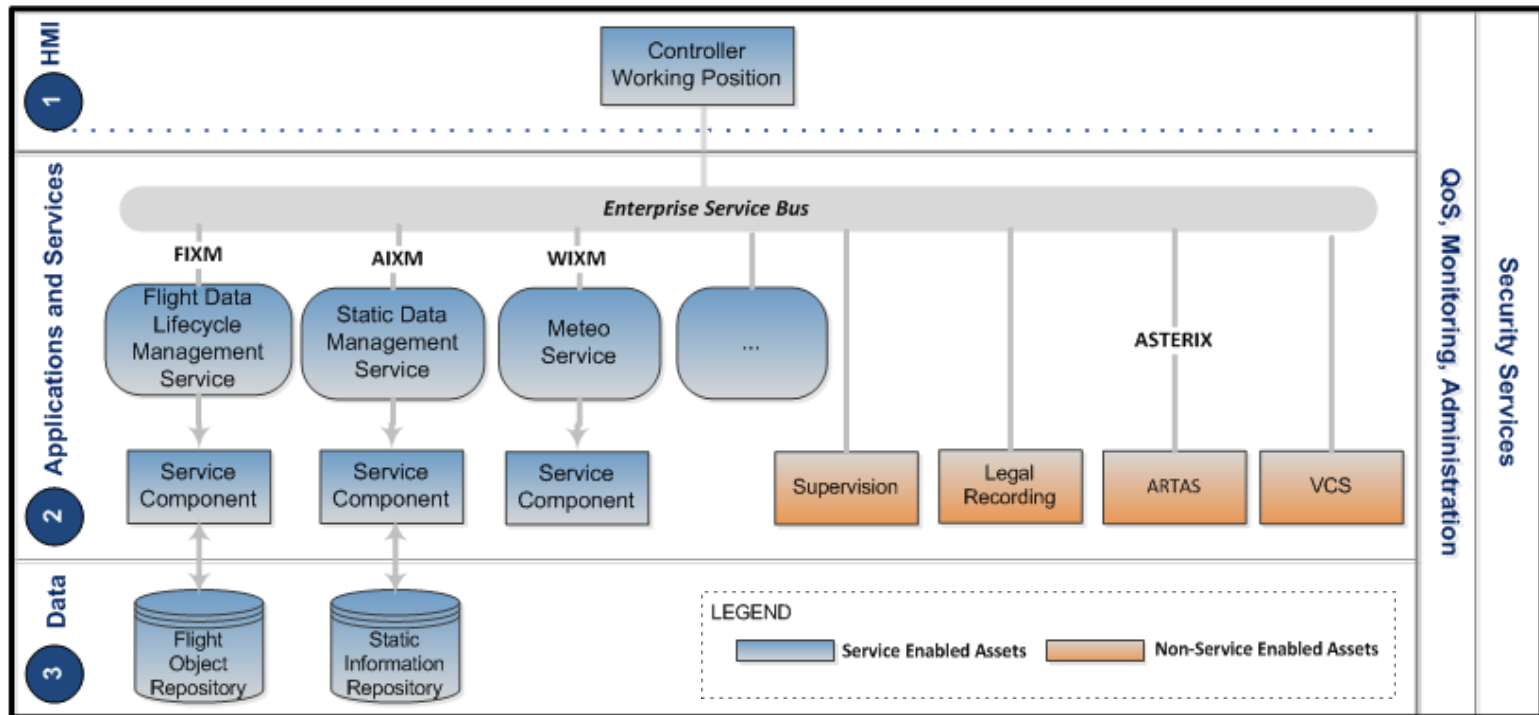 1 HMI
Controller
Working Position
2 Applications and Services
Enterprise Service Bus
FIXM
AIXM
WIXM
Flight Data
Lifecycle
Management
Service
Static Data
Management
Service
Meteo
Service
...
ASTERIX
Service
Component
Service
Component
Service
Component
Supervision
Legal
Recording
ARTAS
VCS
3 Data
Flight
Object
Repository
Static
Information
Repository
LEGEND
Service Enabled Assets
Non-Service Enabled Assets
QoS, Monitoring, Administration
Security Services